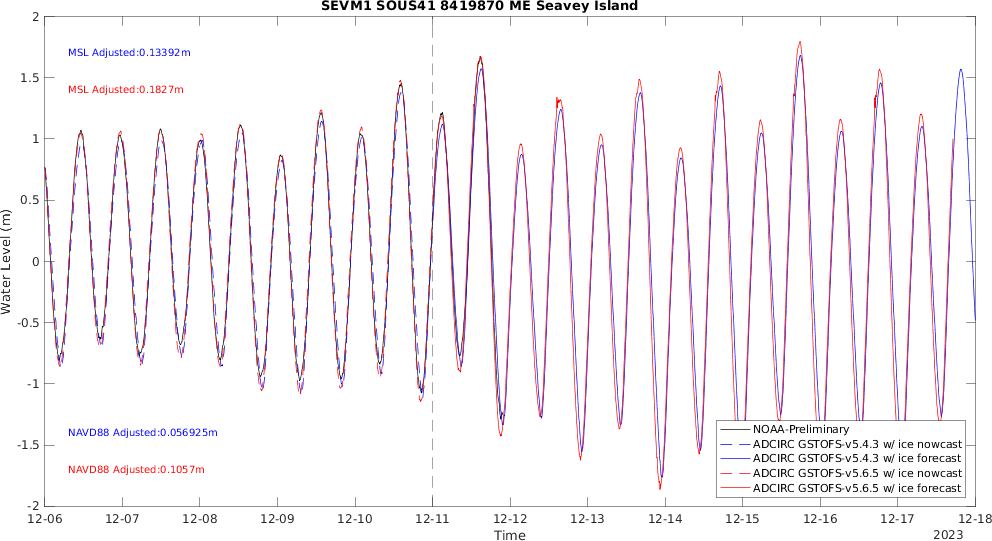 SEVM1 SOUS41 8419870 ME Seavey Island
2
1.5
1
0.5
0
-0.5
-1
-1.5
-2
Water Level (m)
MSL Adjusted:0.13392m
MSL Adjusted:0.1827m
NAVD88 Adjusted:0.056925m
NAVD88 Adjusted:0.1057m
NOAA-Preliminary
ADCIRC GSTOFS-v5.4.3 w/ ice nowcast
ADCIRC GSTOFS-v5.4.3 w/ ice forecast
ADCIRC GSTOFS-v5.6.5 w/ ice nowcast
ADCIRC GSTOFS-v5.6.5 w/ ice forecast
12-06 12-07 12-08 12-09 12-10 12-11 12-12 12-13 12-14 12-15 12-16 12-17 12-18
Time
2023